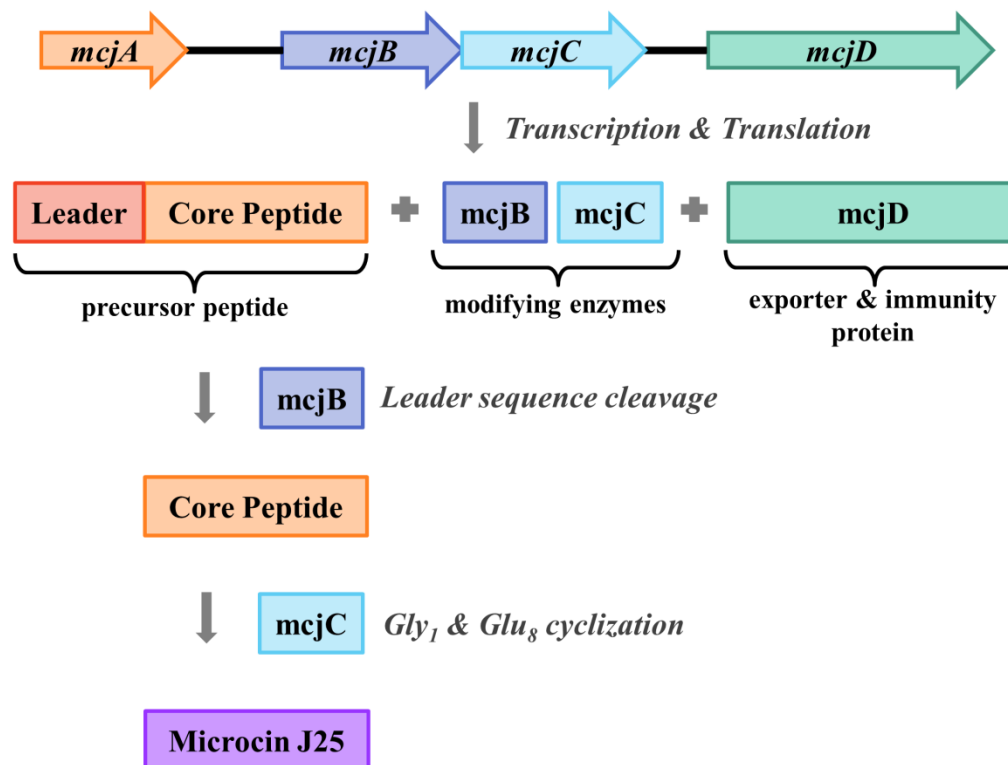 mcjA mcjB mcjC mcjD
Transcription & Translation
Leader Core Peptide + mcjB mcjC + mcjD
precursor peptide
modifying enzymes
exporter & immunity
protein
mcjB Leader sequence cleavage
Core Peptide
mcjC Gly1 & Glu8 cyclization
Microcin J25